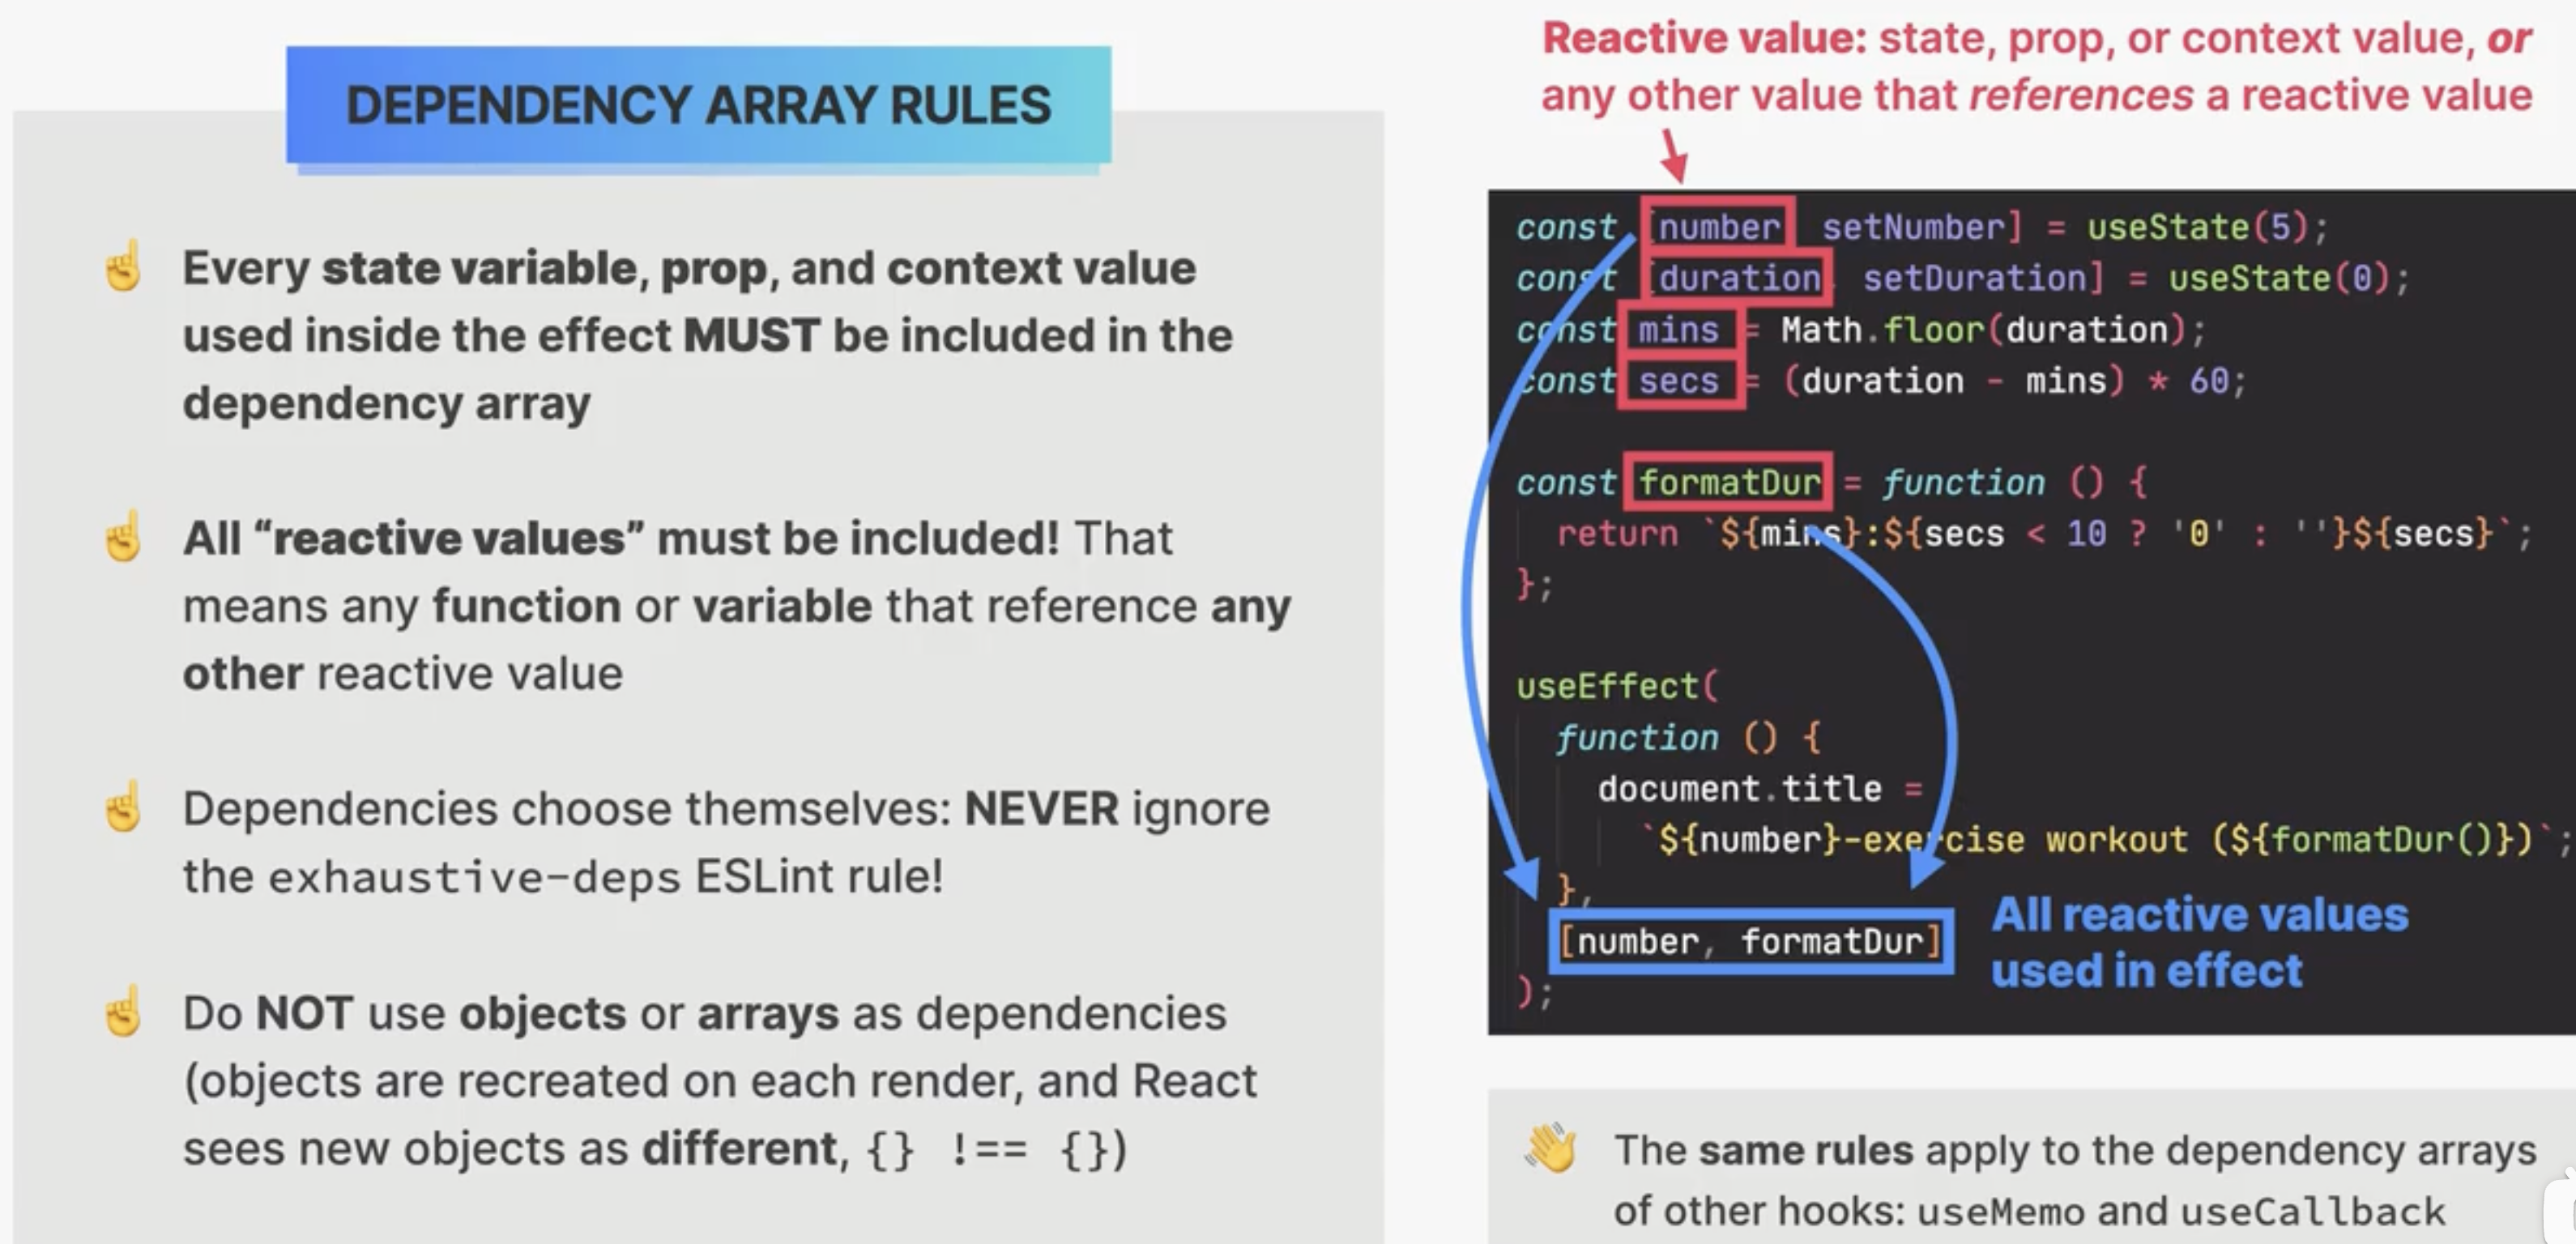 DEPENDENCY ARRAY RULES
☝️ Every state variable, prop, and context value
used inside the effect MUST be included in the
dependency array
☝️ All “reactive values” must be included! That
means any function or variable that reference any
other reactive value
☝️ Dependencies choose themselves: NEVER ignore
the exhaustive-deps ESLint rule!
☝️ Do NOT use objects or arrays as dependencies
(objects are recreated on each render, and React
sees new objects as different, {} !== {})
Reactive value: state, prop, or context value, or
any other value that references a reactive value
const [number setNumber] = useState(5);
const [duration setDuration] = useState(0);
const mins = Math.floor(duration);
const secs = (duration - mins) * 60;
const formatDur = function () {
return `${mins}:${secs < 10 ? '0' : ''}${secs}`;
};
useEffect(
function () {
document.title =
`${number}-exercise workout (${formatDur()})`;
},
[number, formatDur]
);
All reactive values
used in effect
👋 The same rules apply to the dependency arrays
of other hooks: useMemo and useCallback